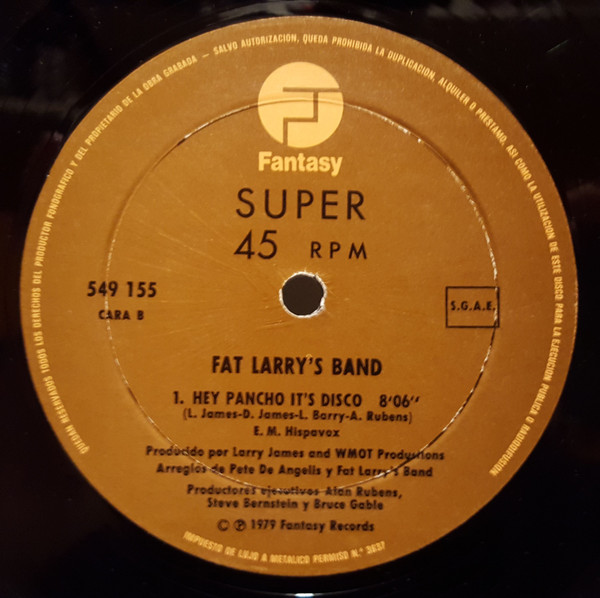 QUEDAN RESERVADOS TODOS LOS DERECHOS DEL PRODUCTOR FONOGRAFICO Y DEL PROPIETARIO DE LA OBRA GRABADA - SALVO AUTORIZACION, QUEDA PROHIBIDA LA DUPLICACION, ALQUILER O PRESTAMO, ASI COMO LA UTILIZACION DE ESTE DISCO PARA LA EJECUCION PUBLICA O RADIODIFUSION
Fantasy
SUPER
45 RPM
549 155
CARA B
S.G.A.E.
FAT LARRY'S BAND
1. HEY PANCHO IT'S DISCO 8'06''
(L. James-D. James-L. Barry-A. Rubens)
E. M. Hispavox
Producido por Larry James y WMOT Productions
Arreglos de Pete De Angelis y Fat Larry's Band
Productores ejecutivos Alan Rubens,
Steve Bernstein y Bruce Gable
© ℗ 1979 Fantasy Records
IMPUESTO DE LUJO A METALICO PERMISO N.º 3637